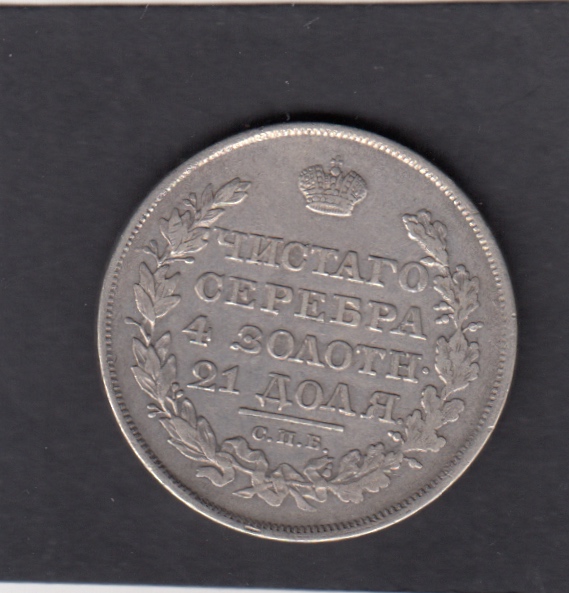 ЧИСТАГО
СЕРЕБРА
4 ЗОЛОТН.
21 ДОЛЯ.
С.П.Б.